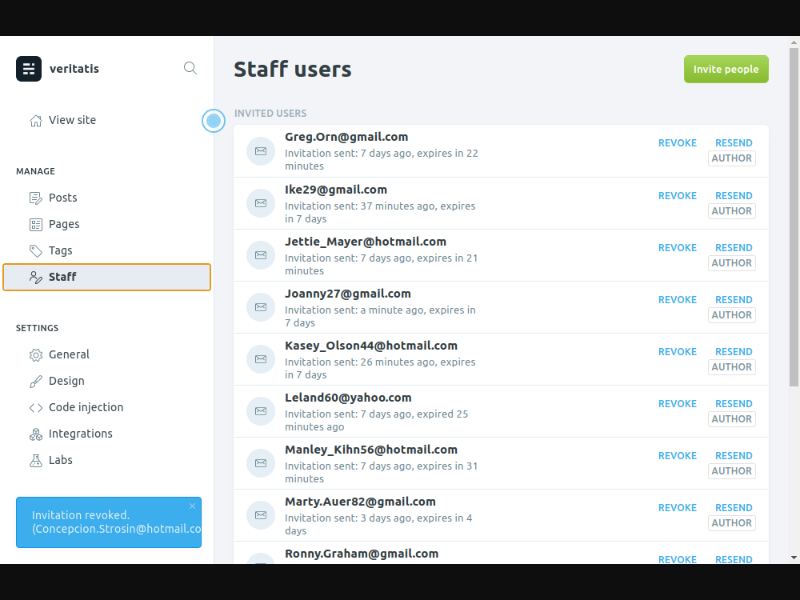 veritatis
Staff users
Invite people
View site
INVITED USERS
MANAGE
Posts
Pages
Tags
Staff
SETTINGS
General
Design
Code injection
Integrations
Labs
Invitation revoked.
(Concepcion.Strosin@hotmail.co
Greg.Orn@gmail.com
Invitation sent: 7 days ago, expires in 22
minutes
REVOKE RESEND
AUTHOR
Ike29@gmail.com
Invitation sent: 37 minutes ago, expires
in 7 days
REVOKE RESEND
AUTHOR
Jettie_Mayer@hotmail.com
Invitation sent: 7 days ago, expires in 21
minutes
REVOKE RESEND
AUTHOR
Joanny27@gmail.com
Invitation sent: a minute ago, expires in
7 days
REVOKE RESEND
AUTHOR
Kasey_Olson44@hotmail.com
Invitation sent: 26 minutes ago, expires
in 7 days
REVOKE RESEND
AUTHOR
Leland60@yahoo.com
Invitation sent: 7 days ago, expired 25
minutes ago
REVOKE RESEND
AUTHOR
Manley_Kihn56@hotmail.com
Invitation sent: 7 days ago, expires in 31
minutes
REVOKE RESEND
AUTHOR
Marty.Auer82@gmail.com
Invitation sent: 3 days ago, expires in 4
days
REVOKE RESEND
AUTHOR
Ronny.Graham@gmail.com
REVOKE RESEND